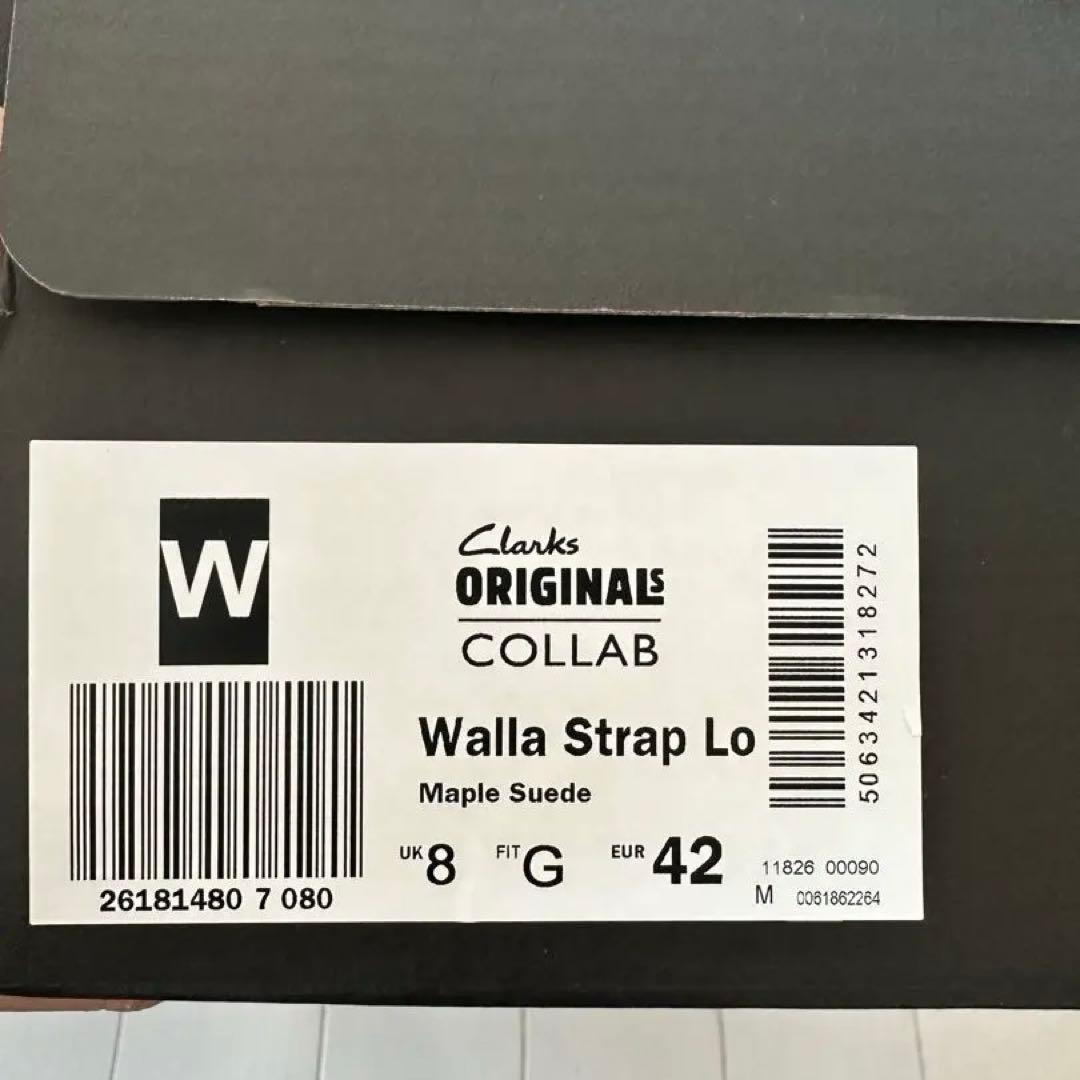 W
Clarks
ORIGINALS
COLLAB
Walla Strap Lo
Maple Suede
UK 8 FIT G EUR 42
26181480 7 080
5063421318272
11826 00090
M 0061862264